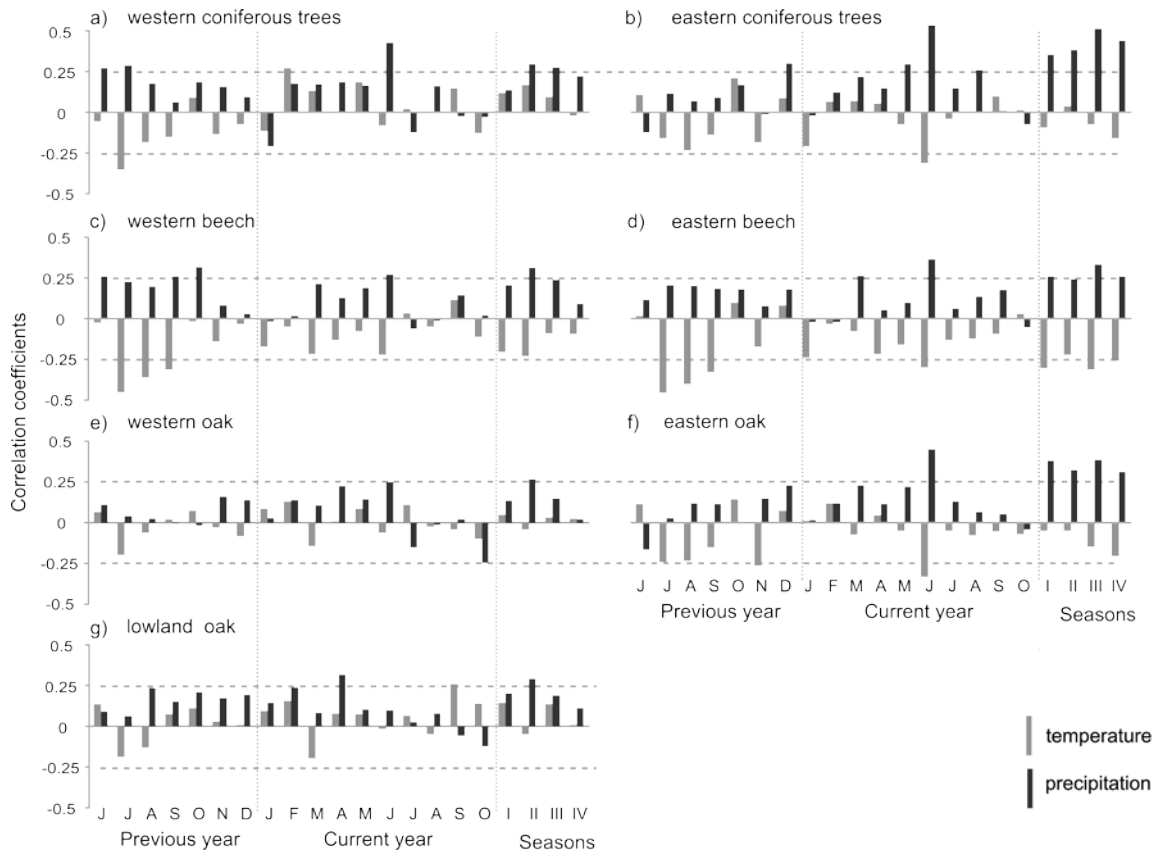 a) western coniferous trees
b) eastern coniferous trees
0.5
0.25
0
-0.25
-0.5
c) western beech
d) eastern beech
0.5
0.25
0
-0.25
-0.5
Correlation coefficients
e) western oak
f) eastern oak
0.5
0.25
0
-0.25
-0.5
J J A S O N D J F M A M J J A S O I II III IV
Previous year Current year Seasons
g) lowland oak
0.5
0.25
0
-0.25
-0.5
J J A S O N D J F M A M J J A S O I II III IV
Previous year Current year Seasons
temperature
precipitation